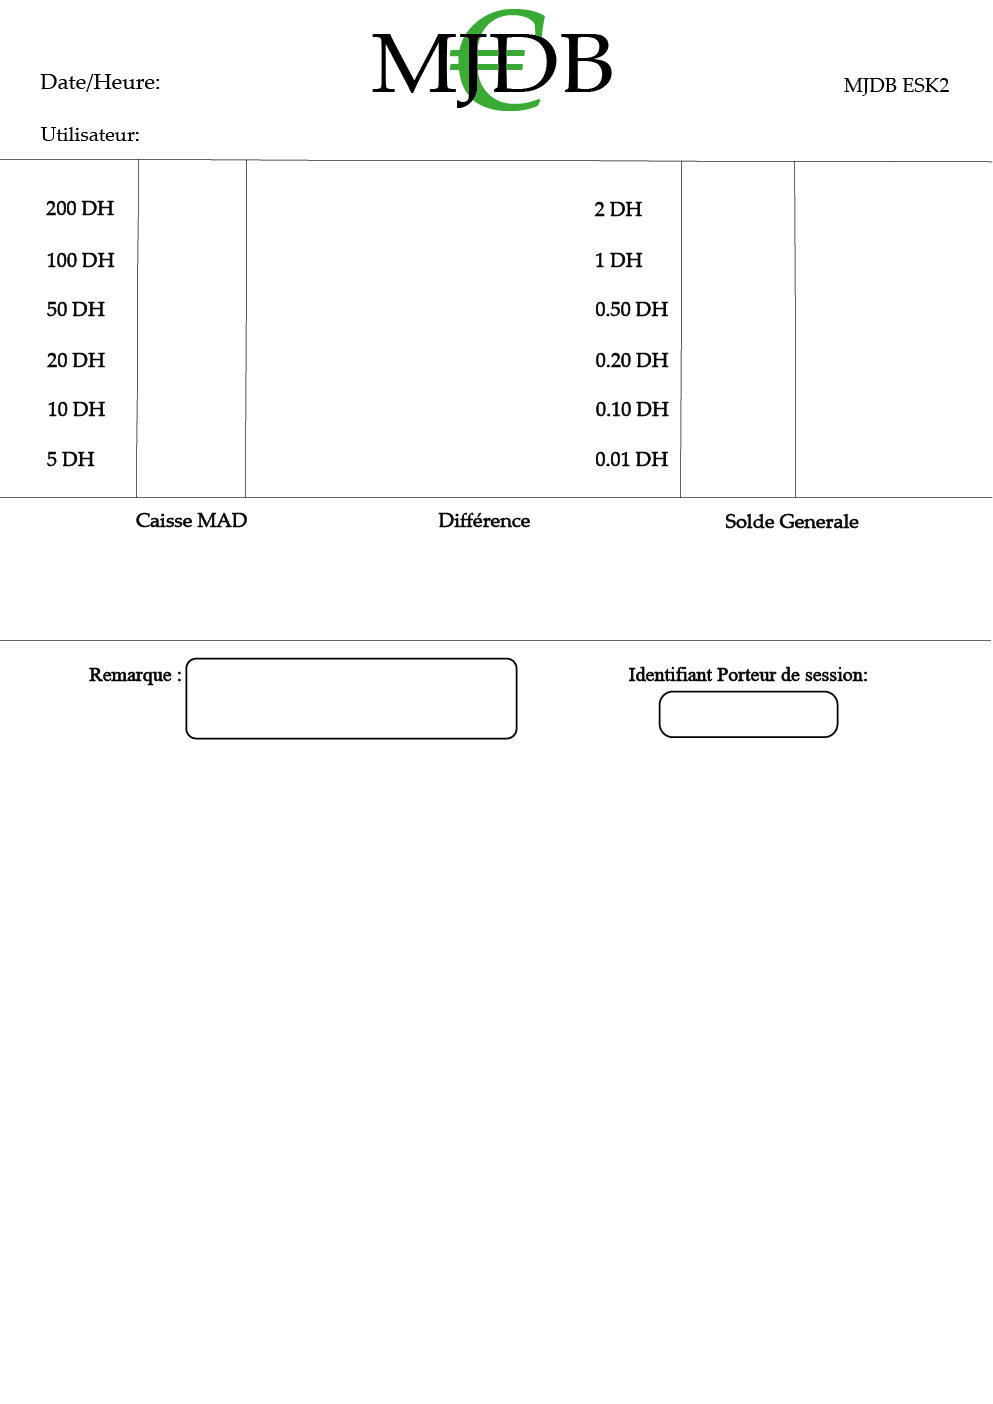 MJDB
Date/Heure:
MJDB ESK2
Utilisateur:
200 DH
2 DH
100 DH
1 DH
50 DH
0.50 DH
20 DH
0.20 DH
10 DH
0.10 DH
5 DH
0.01 DH
Caisse MAD
Différence
Solde Generale
Remarque :
Identifiant Porteur de session: